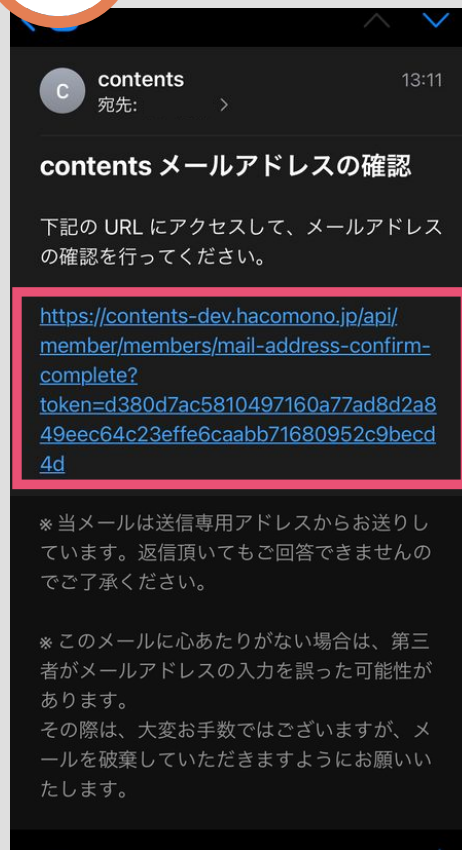 C
contents
13:11
宛先:
contents メールアドレスの確認
下記の URL にアクセスして、メールアドレス
の確認を行ってください。
https://contents-dev.hacomono.jp/api/
member/members/mail-address-confirm-
complete?
token=d380d7ac5810497160a77ad8d2a8
49eec64c23effe6caabb71680952c9becd
4d
※ 当メールは送信専用アドレスからお送りし
ています。返信頂いてもご回答できませんの
でご了承ください。
※ このメールに心あたりがない場合は、第三
者がメールアドレスの入力を誤った可能性が
あります。
その際は、大変お手数ではございますが、メ
ールを破棄していただきますようにお願いい
たします。